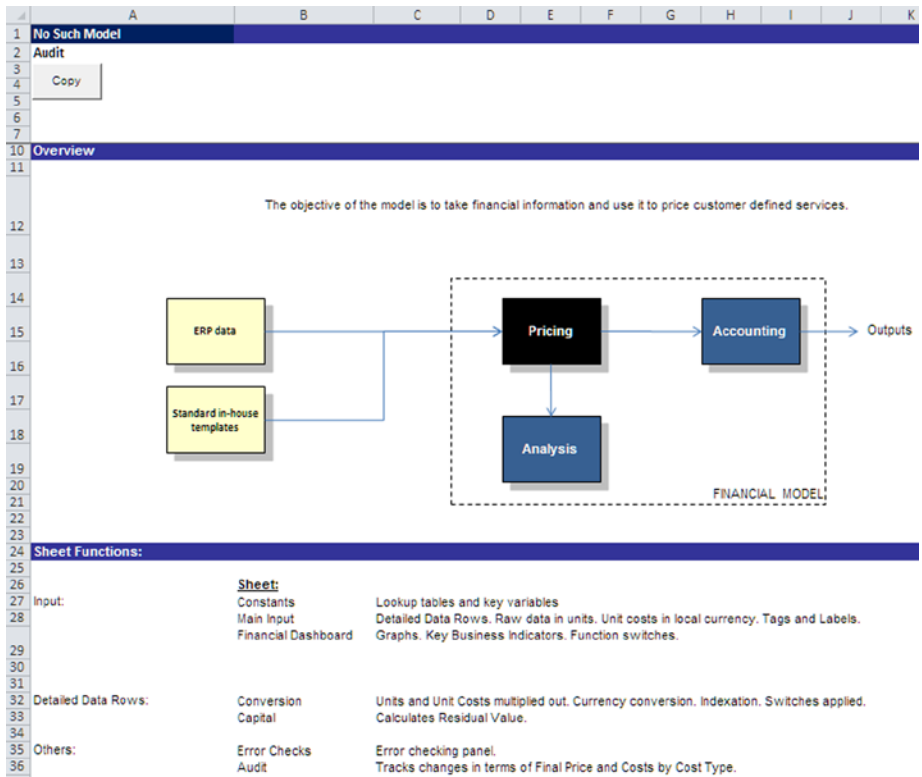 A B C D E F G H I J K
1 No Such Model
2 Audit
3
4 Copy
5
6
7
10 Overview
11
12 The objective of the model is to take financial information and use it to price customer defined services.
13
14
15 ERP data Pricing Accounting Outputs
16
17
Standard in-house
templates
18 Analysis
19
20
21 FINANCIAL MODEL
22
23
24 Sheet Functions:
25
26 Sheet:
27 Input: Constants Lookup tables and key variables
28 Main Input Detailed Data Rows. Raw data in units. Unit costs in local currency. Tags and Labels.
29 Financial Dashboard Graphs. Key Business Indicators. Function switches.
30
31
32 Detailed Data Rows: Conversion Units and Unit Costs multiplied out. Currency conversion. Indexation. Switches applied.
33 Capital Calculates Residual Value.
34
35 Others: Error Checks Error checking panel.
36 Audit Tracks changes in terms of Final Price and Costs by Cost Type.